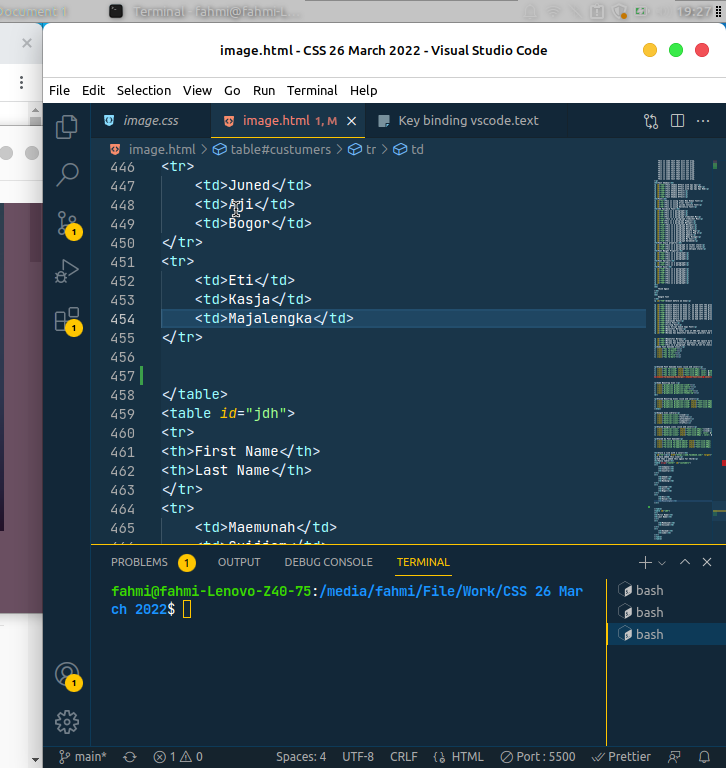 ocument 1
Terminal - fahmi@fahmi-L...
19:27
image.html - CSS 26 March 2022 - Visual Studio Code
File Edit Selection View Go Run Terminal Help
image.css image.html 1, M Key binding vscode.text
image.html > table#custumers > tr > td
446 <tr>
447 <td>Juned</td>
448 <td>Aji</td>
449 <td>Bogor</td>
450 </tr>
451 <tr>
452 <td>Eti</td>
453 <td>Kasja</td>
454 <td>Majalengka</td>
455 </tr>
456
457
458 </table>
459 <table id="jdh">
460 <tr>
461 <th>First Name</th>
462 <th>Last Name</th>
463 </tr>
464 <tr>
465 <td>Maemunah</td>
PROBLEMS 1 OUTPUT DEBUG CONSOLE TERMINAL
fahmi@fahmi-Lenovo-Z40-75:/media/fahmi/File/Work/CSS 26 Mar
ch 2022$
bash
bash
bash
1
1
1
main* 1 0 Spaces: 4 UTF-8 CRLF HTML Port : 5500 Prettier